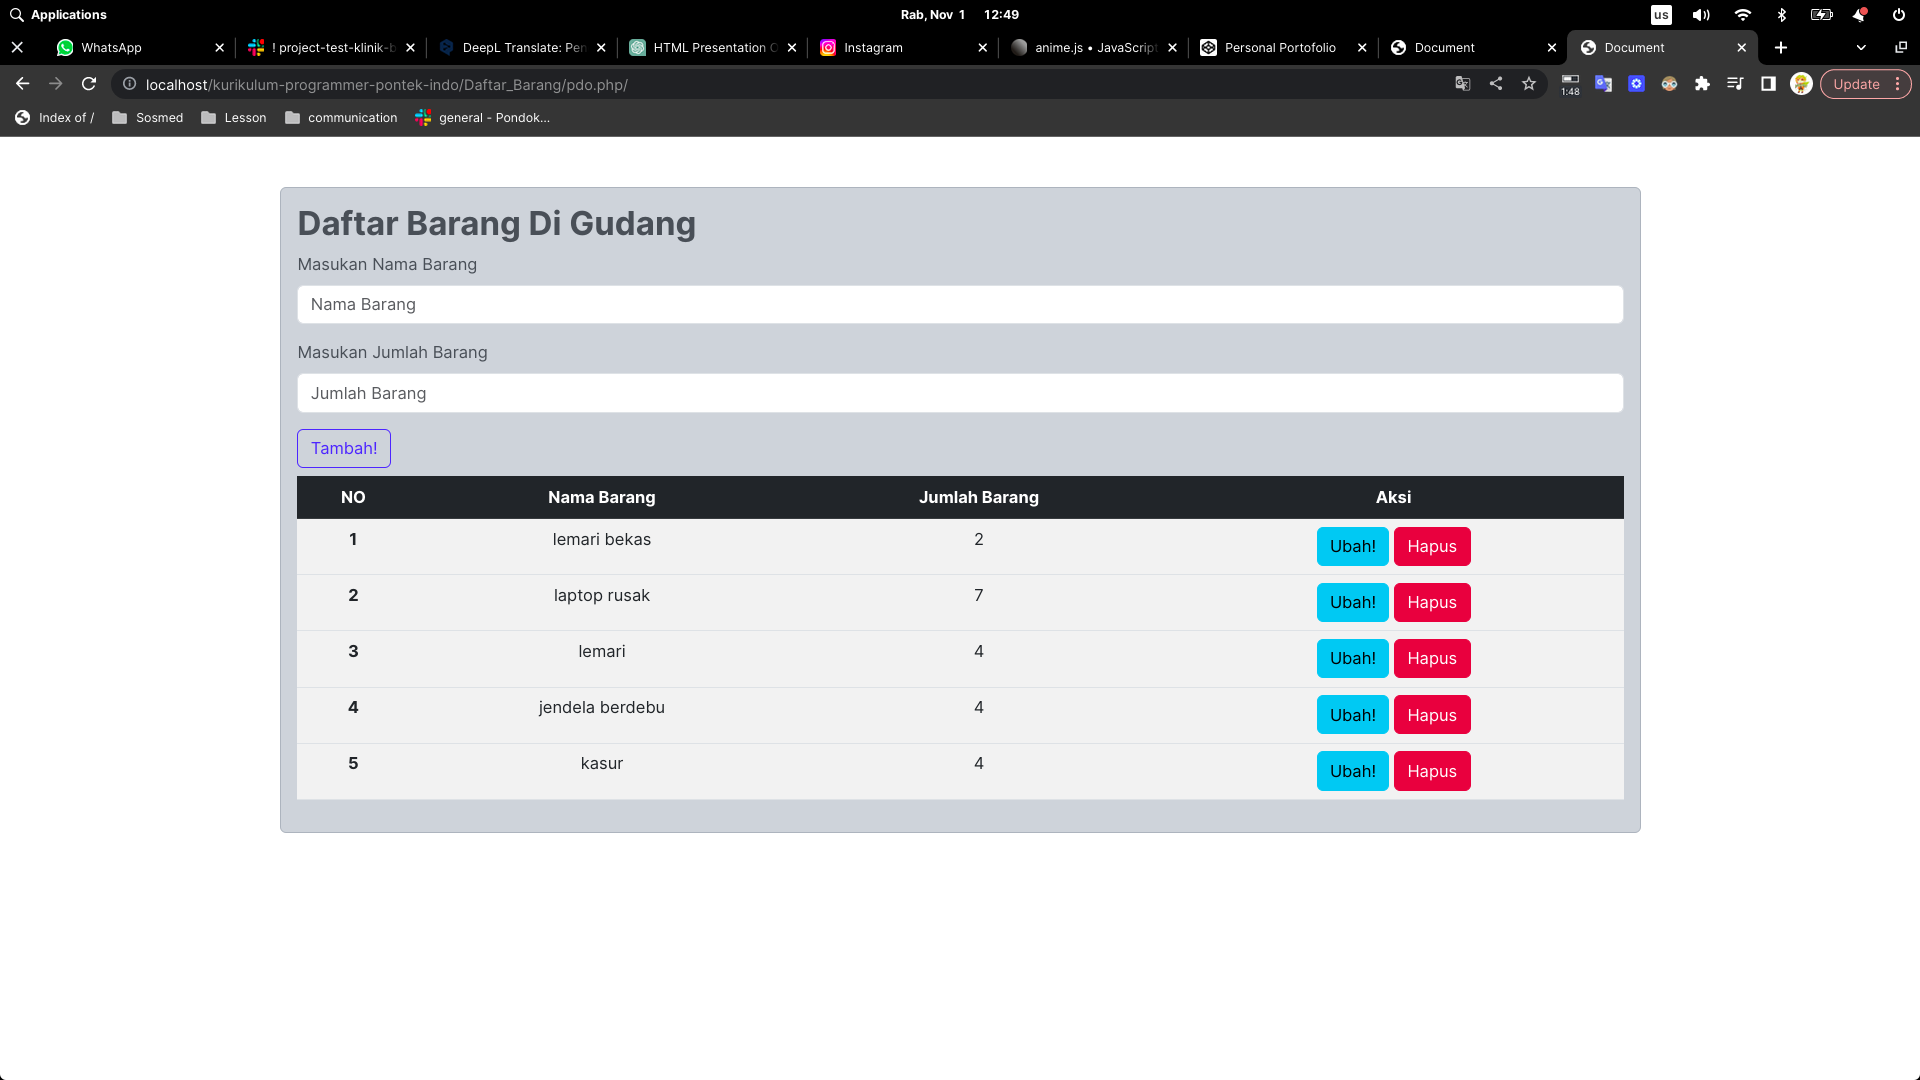 Applications
Rab, Nov 1 12:49
us
WhatsApp
! project-test-klinik-b
DeepL Translate: Pen
HTML Presentation C
Instagram
anime.js • JavaScript
Personal Portofolio
Document
Document
localhost/kurikulum-programmer-pontek-indo/Daftar_Barang/pdo.php/
1:48
Update
Index of /
Sosmed
Lesson
communication
general - Pondok...
Daftar Barang Di Gudang
Masukan Nama Barang
Nama Barang
Masukan Jumlah Barang
Jumlah Barang
Tambah!
NO Nama Barang Jumlah Barang Aksi
1 lemari bekas 2 Ubah! Hapus
2 laptop rusak 7 Ubah! Hapus
3 lemari 4 Ubah! Hapus
4 jendela berdebu 4 Ubah! Hapus
5 kasur 4 Ubah! Hapus